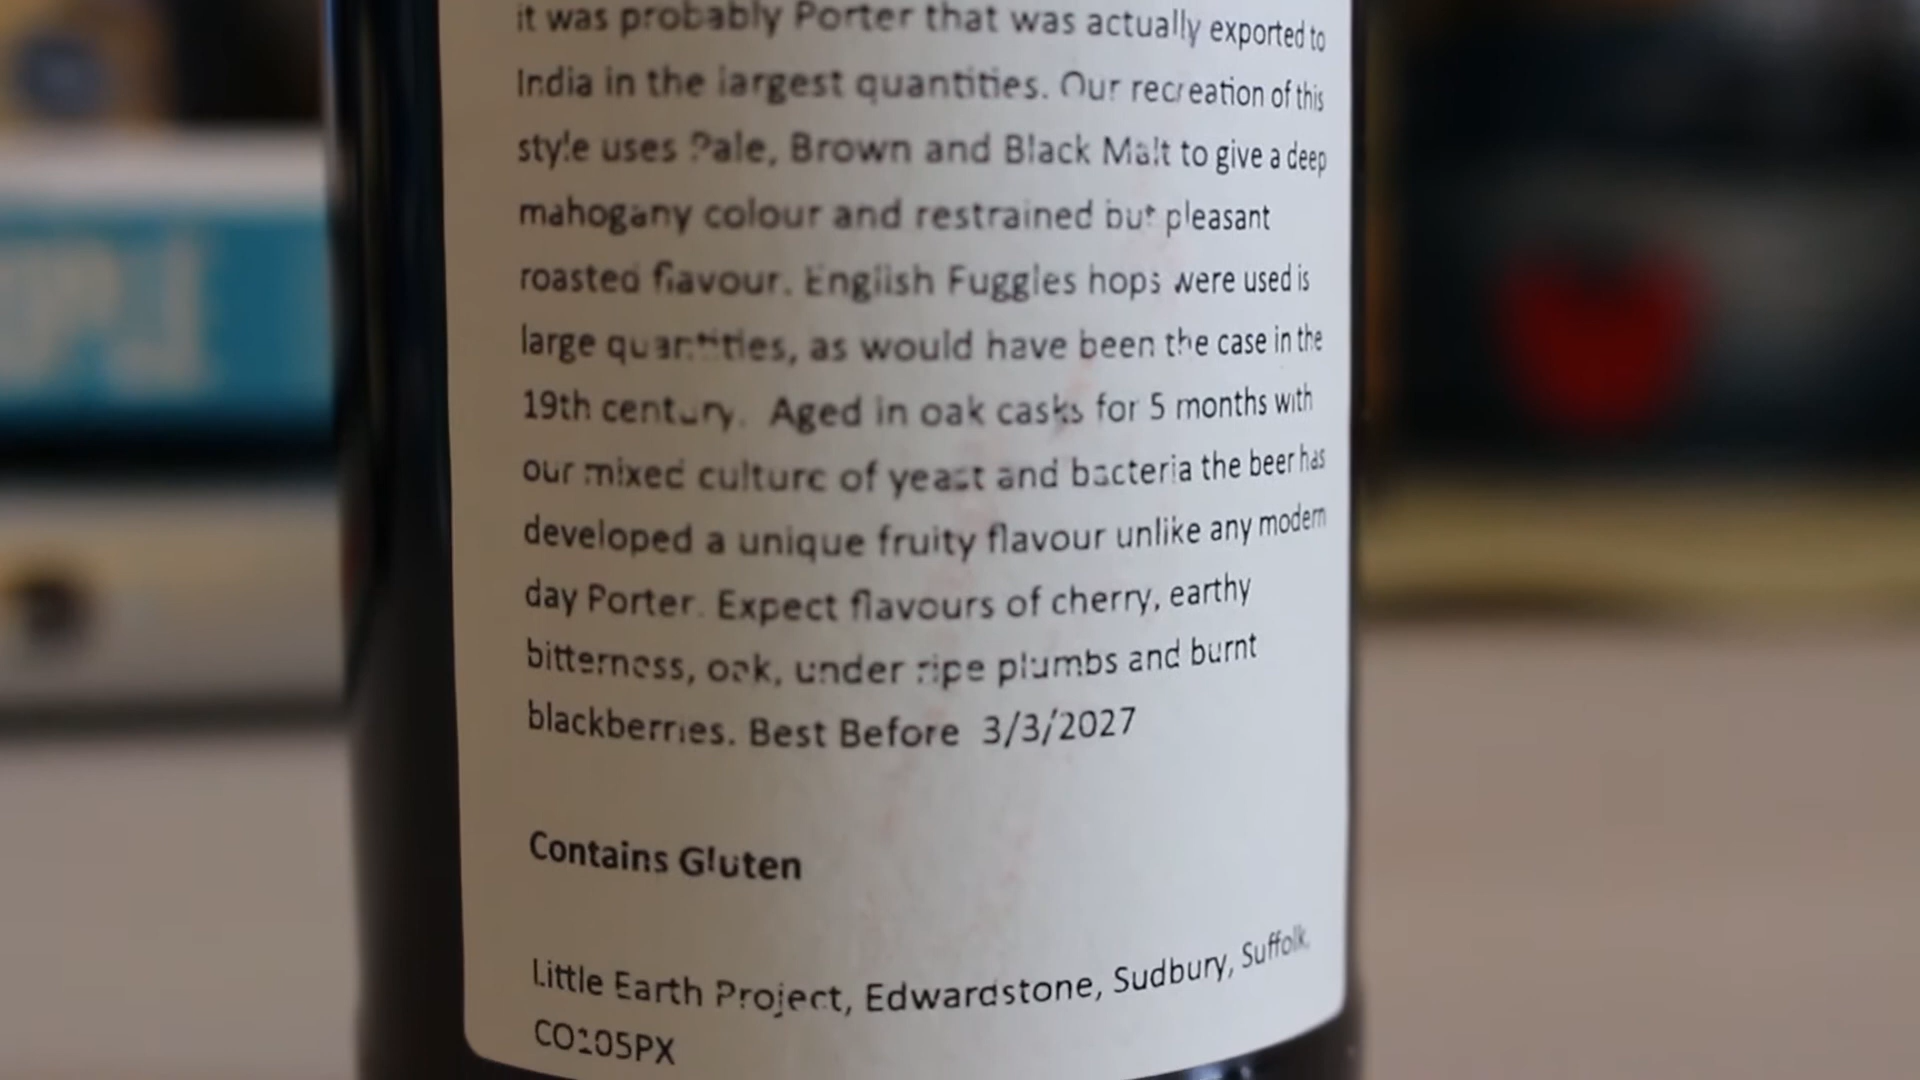 it was probably Porter that was actually exported to
India in the largest quantities. Our recreation of this
style uses Pale, Brown and Black Malt to give a deep
mahogany colour and restrained but pleasant
roasted flavour. English Fuggles hops were used is
large quantities, as would have been the case in the
19th century. Aged in oak casks for 5 months with
our mixed culture of yeast and bacteria the beer has
developed a unique fruity flavour unlike any modern
day Porter. Expect flavours of cherry, earthy
bitterness, oak, under ripe plumbs and burnt
blackberries. Best Before 3/3/2027
Contains Gluten
Little Earth Project, Edwardstone, Sudbury, Suffolk.
CO105PX